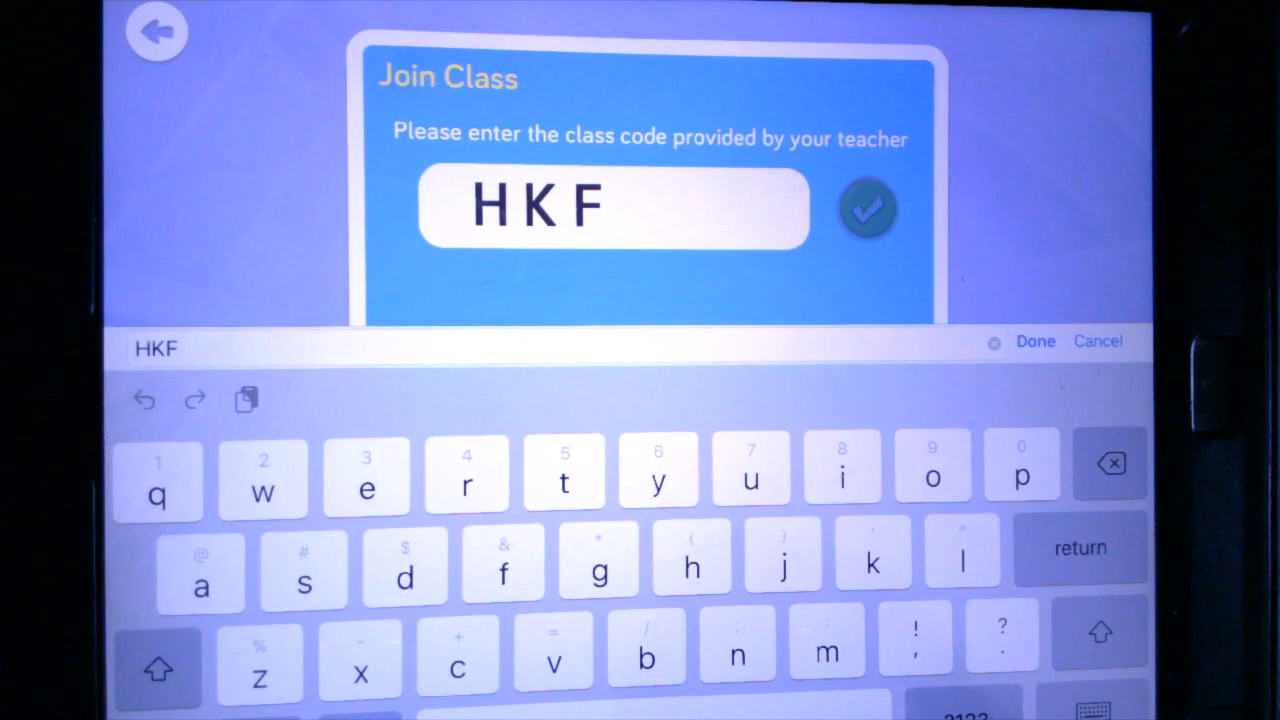 Join Class
Please enter the class code provided by your teacher
HKF
HKF
Done Cancel
1 2 3 4 5 6 7 8 9 0
q w e r t y u i o p
@ # $ & * ( ) ' "
a s d f g h j k l return
% - + = / ; : ! ?
z x c v b n m , .